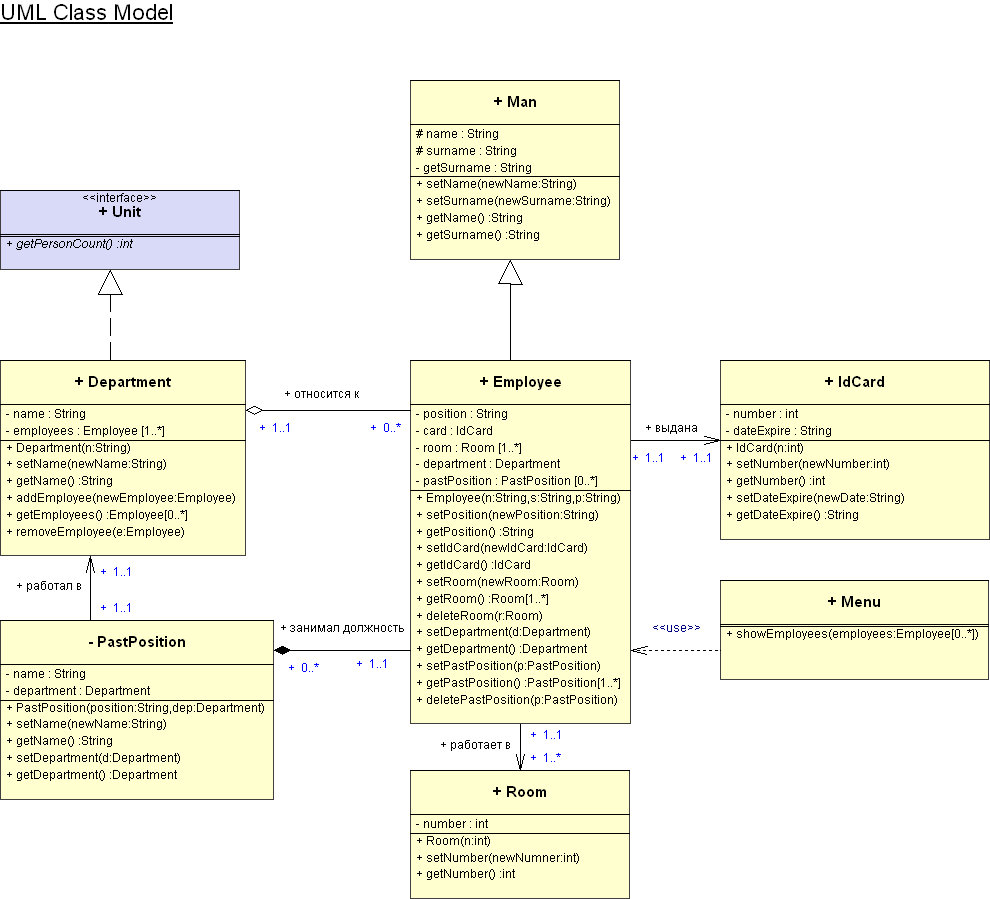 UML Class Model
+ Man
# name : String
# surname : String
- getSurname : String
+ setName(newName:String)
+ setSurname(newSurname:String)
+ getName() :String
+ getSurname() :String
<<interface>>
+ Unit
+ getPersonCount() :int
+ Department
- name : String
- employees : Employee [1..*]
+ Department(n:String)
+ setName(newName:String)
+ getName() :String
+ addEmployee(newEmployee:Employee)
+ getEmployees() :Employee[0..*]
+ removeEmployee(e:Employee)
+ относится к
+ 1..1
+ 0..*
+ Employee
- position : String
- card : IdCard
- room : Room [1..*]
- department : Department
- pastPosition : PastPosition [0..*]
+ Employee(n:String,s:String,p:String)
+ setPosition(newPosition:String)
+ getPosition() :String
+ setIdCard(newIdCard:IdCard)
+ getIdCard() :IdCard
+ setRoom(newRoom:Room)
+ getRoom() :Room[1..*]
+ deleteRoom(r:Room)
+ setDepartment(d:Department)
+ getDepartment() :Department
+ setPastPosition(p:PastPosition)
+ getPastPosition() :PastPosition[1..*]
+ deletePastPosition(p:PastPosition)
+ выдана
+ 1..1
+ 1..1
+ IdCard
- number : int
- dateExpire : String
+ IdCard(n:int)
+ setNumber(newNumber:int)
+ getNumber() :int
+ setDateExpire(newDate:String)
+ getDateExpire() :String
+ 1..1
+ работал в
+ 1..1
- PastPosition
- name : String
- department : Department
+ PastPosition(position:String,dep:Department)
+ setName(newName:String)
+ getName() :String
+ setDepartment(d:Department)
+ getDepartment() :Department
+ занимал должность
+ 0..*
+ 1..1
<<use>>
+ Menu
+ showEmployees(employees:Employee[0..*])
+ 1..1
+ работает в
+ 1..*
+ Room
- number : int
+ Room(n:int)
+ setNumber(newNumner:int)
+ getNumber() :int